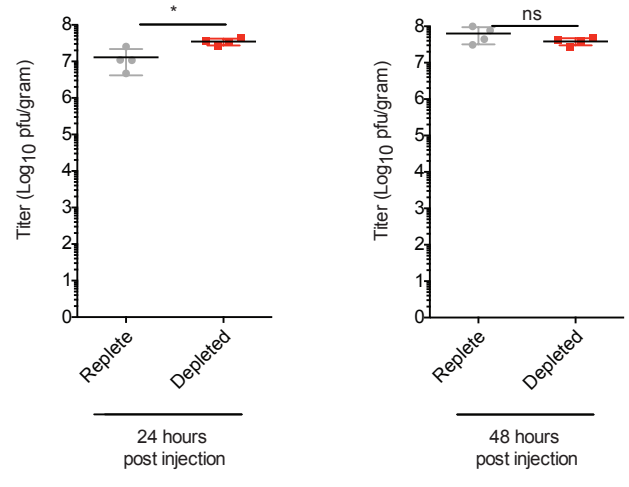 *
8
7
6
5
4
3
2
1
0
Titer (Log10 pfu/gram)
Replete
Depleted
24 hours
post injection
ns
8
7
6
5
4
3
2
1
0
Titer (Log10 pfu/gram)
Replete
Depleted
48 hours
post injection